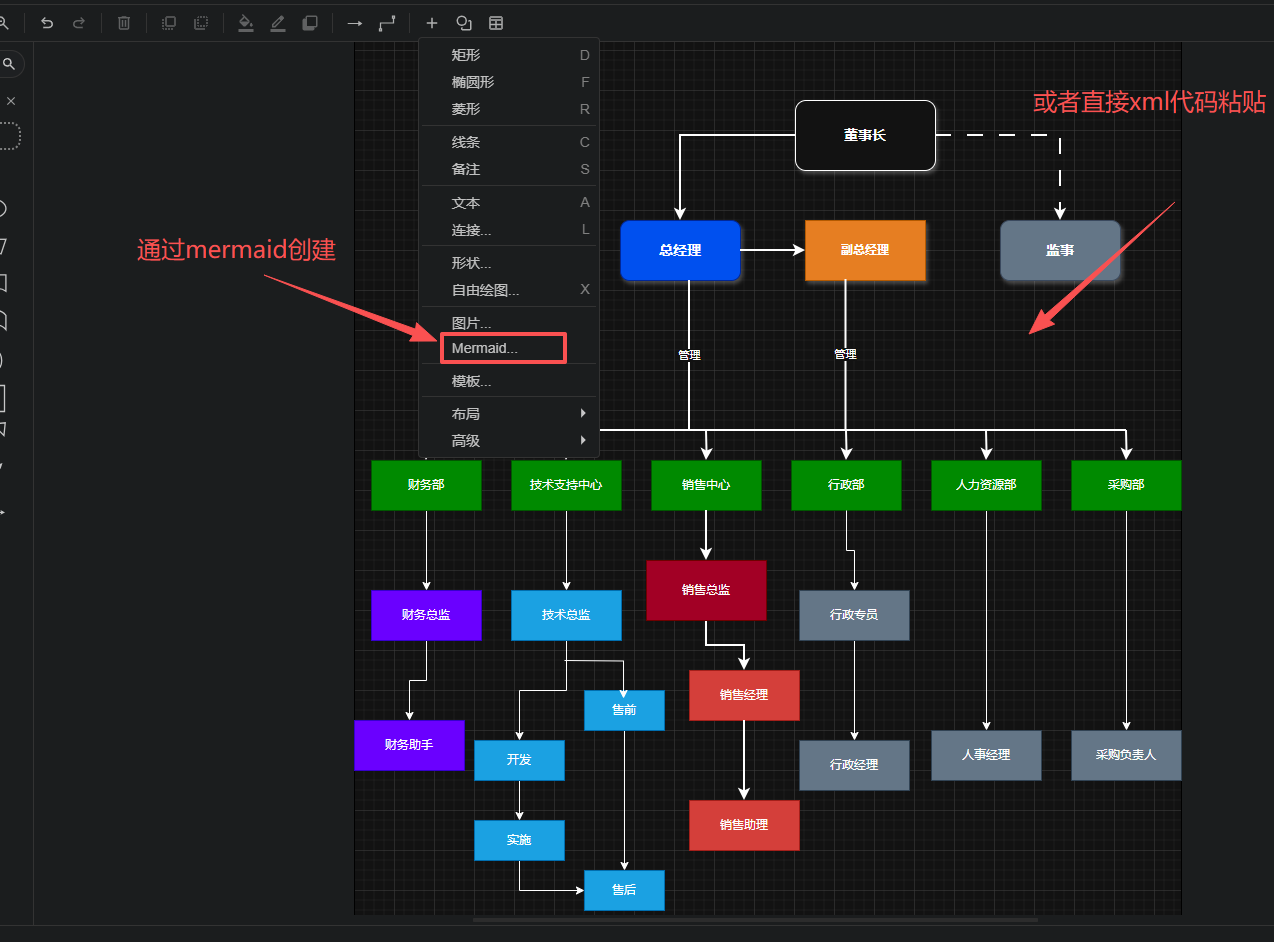 矩形 D
椭圆形 F
菱形 R
线条 C
备注 S
文本 A
连接... L
形状...
自由绘图... X
图片...
Mermaid...
模板...
布局
高级
通过mermaid创建
或者直接xml代码粘贴
董事长
总经理
副总经理
监事
管理
管理
财务部
技术支持中心
销售中心
行政部
人力资源部
采购部
财务总监
技术总监
销售总监
行政专员
售前
销售经理
财务助手
开发
行政经理
人事经理
采购负责人
实施
销售助理
售后